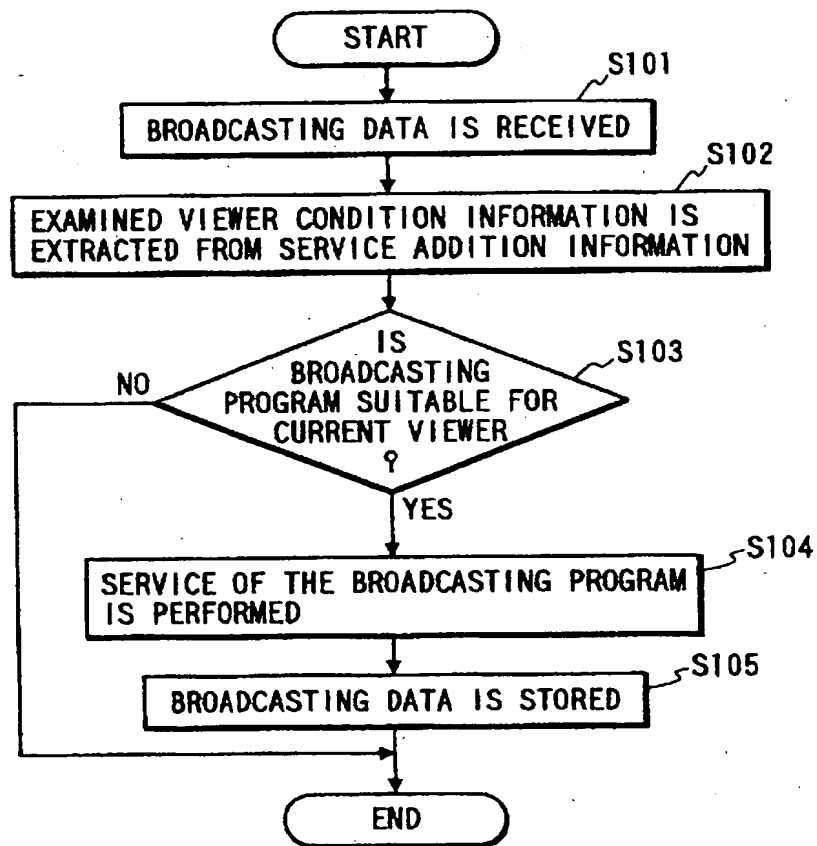 START
S101
BROADCASTING DATA IS RECEIVED
S102
EXAMINED VIEWER CONDITION INFORMATION IS
EXTRACTED FROM SERVICE ADDITION INFORMATION
IS
S103
NO
BROADCASTING
PROGRAM SUITABLE FOR
CURRENT VIEWER
?
YES
S104
SERVICE OF THE BROADCASTING PROGRAM
IS PERFORMED
S105
BROADCASTING DATA IS STORED
END